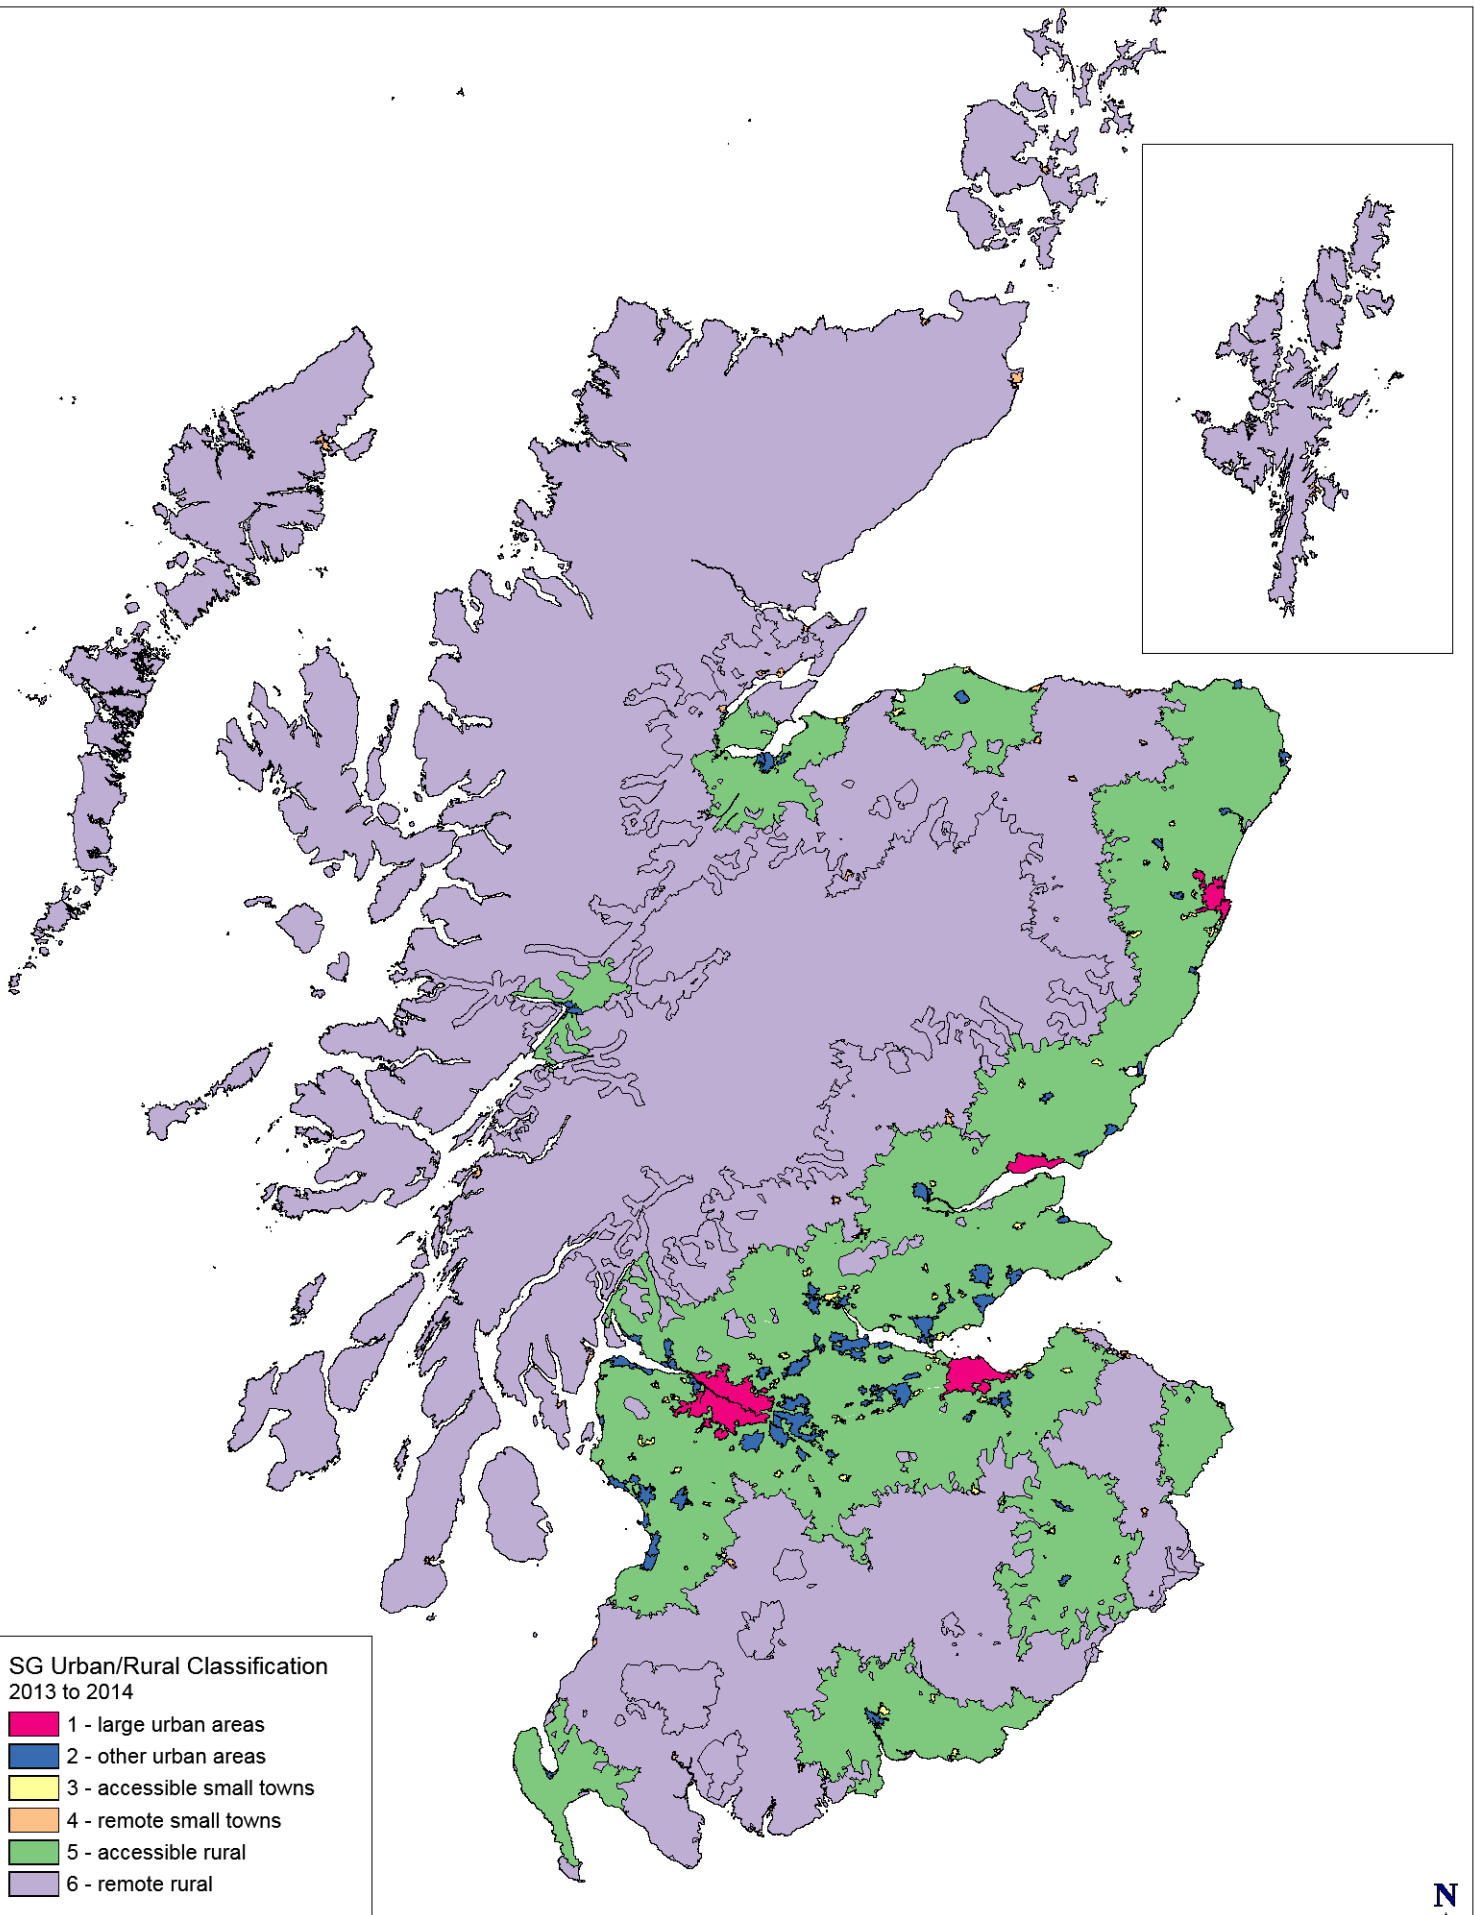 SG Urban/Rural Classification
2013 to 2014
1 - large urban areas
2 - other urban areas
3 - accessible small towns
4 - remote small towns
5 - accessible rural
6 - remote rural
N